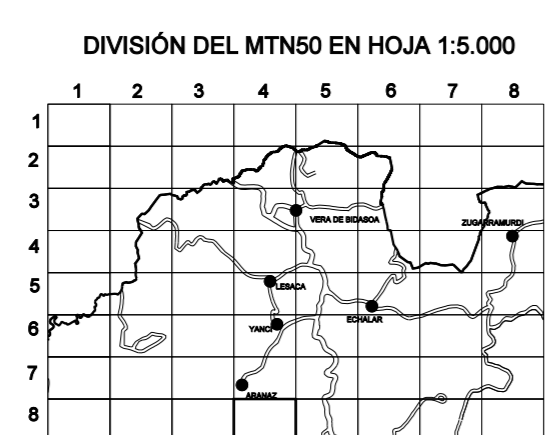 DIVISIÓN DEL MTN50 EN HOJA 1:5.000
1 2 3 4 5 6 7 8
1
2
3
VERA DE BIDASOA
ZUGARRAMURDI
4
5
LESACA
ECHALAR
6
YANCI
7
ARANAZ
8